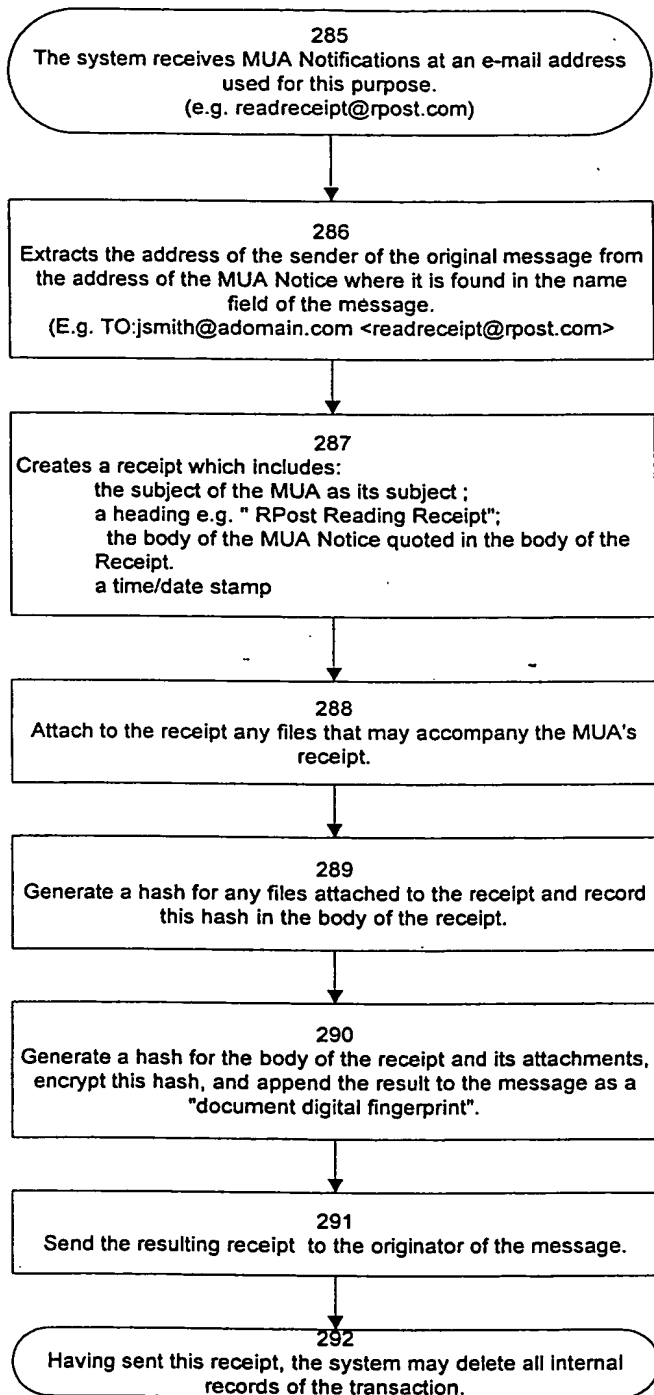 285
The system receives MUA Notifications at an e-mail address
used for this purpose.
(e.g. readreceipt@rpost.com)
286
Extracts the address of the sender of the original message from
the address of the MUA Notice where it is found in the name
field of the message.
(E.g. TO:jsmith@adomain.com <readreceipt@rpost.com>
287
Creates a receipt which includes:
the subject of the MUA as its subject ;
a heading e.g. " RPost Reading Receipt";
the body of the MUA Notice quoted in the body of the
Receipt.
a time/date stamp
288
Attach to the receipt any files that may accompany the MUA's
receipt.
289
Generate a hash for any files attached to the receipt and record
this hash in the body of the receipt.
290
Generate a hash for the body of the receipt and its attachments,
encrypt this hash, and append the result to the message as a
"document digital fingerprint".
291
Send the resulting receipt to the originator of the message.
292
Having sent this receipt, the system may delete all internal
records of the transaction.